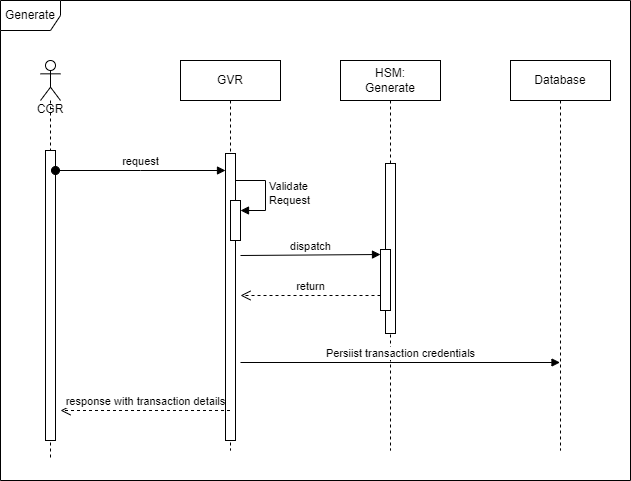 Generate
CGR
GVR
HSM:
Generate
Database
request
Validate
Request
dispatch
return
Persiist transaction credentials
response with transaction details